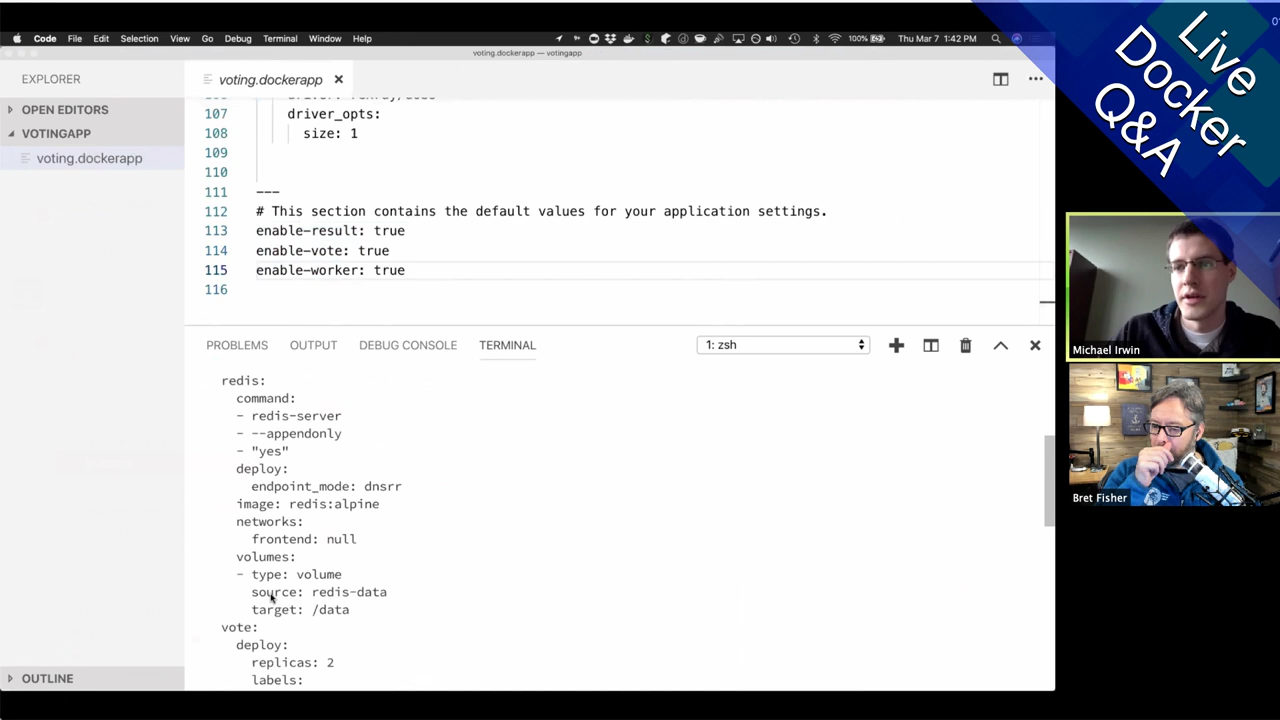 Code File Edit Selection View Go Debug Terminal Window Help
100% Thu Mar 7 1:42 PM
voting.dockerapp — votingapp
EXPLORER
OPEN EDITORS
VOTINGAPP
voting.dockerapp
OUTLINE
voting.dockerapp
107 driver_opts:
108 size: 1
109
110
111 ---
112 # This section contains the default values for your application settings.
113 enable-result: true
114 enable-vote: true
115 enable-worker: true
116
PROBLEMS OUTPUT DEBUG CONSOLE TERMINAL
1: zsh
redis:
command:
- redis-server
- --appendonly
- "yes"
deploy:
endpoint_mode: dnsrr
image: redis:alpine
networks:
frontend: null
volumes:
- type: volume
source: redis-data
target: /data
vote:
deploy:
replicas: 2
labels:
Live
Docker
Q&A
Michael Irwin
Bret Fisher